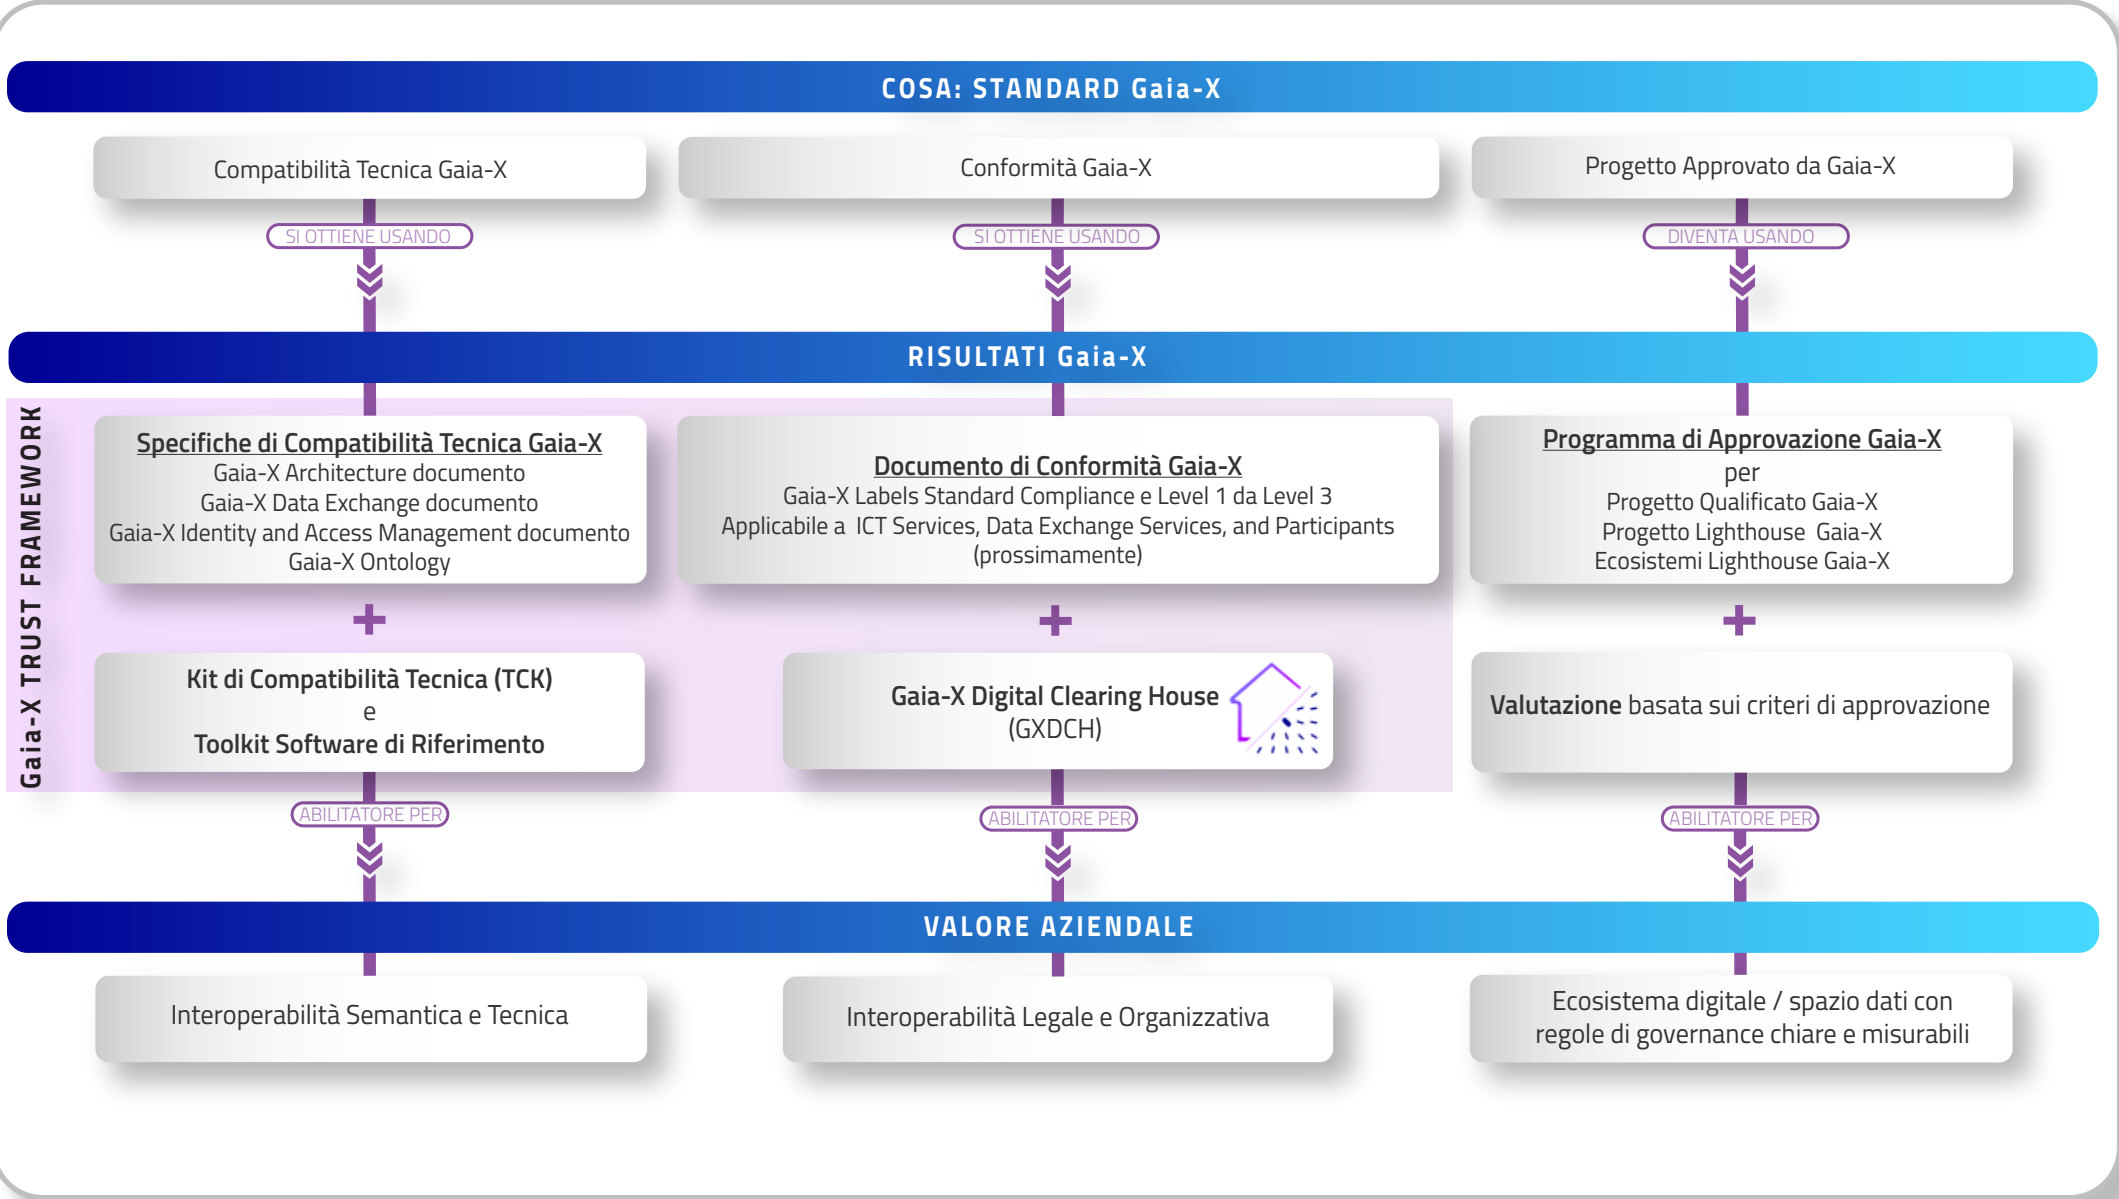 COSA: STANDARD Gaia-X
Compatibilità Tecnica Gaia-X
Conformità Gaia-X
Progetto Approvato da Gaia-X
SI OTTIENE USANDO
SI OTTIENE USANDO
DIVENTA USANDO
RISULTATI Gaia-X
Gaia-X TRUST FRAMEWORK
Specifiche di Compatibilità Tecnica Gaia-X
Gaia-X Architecture documento
Gaia-X Data Exchange documento
Gaia-X Identity and Access Management documento
Gaia-X Ontology
Documento di Conformità Gaia-X
Gaia-X Labels Standard Compliance e Level 1 da Level 3
Applicabile a ICT Services, Data Exchange Services, and Participants
(prossimamente)
Programma di Approvazione Gaia-X
per
Progetto Qualificato Gaia-X
Progetto Lighthouse Gaia-X
Ecosistemi Lighthouse Gaia-X
+
+
+
Kit di Compatibilità Tecnica (TCK)
e
Toolkit Software di Riferimento
Gaia-X Digital Clearing House
(GXDCH)
Valutazione basata sui criteri di approvazione
ABILITATORE PER
ABILITATORE PER
ABILITATORE PER
VALORE AZIENDALE
Interoperabilità Semantica e Tecnica
Interoperabilità Legale e Organizzativa
Ecosistema digitale / spazio dati con
regole di governance chiare e misurabili